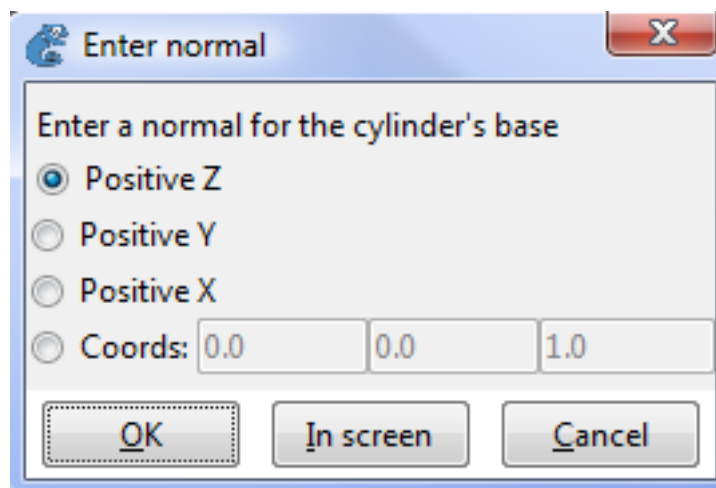 Enter normal
Enter a normal for the cylinder's base
Positive Z
Positive Y
Positive X
Coords: 0.0 0.0 1.0
OK In screen Cancel